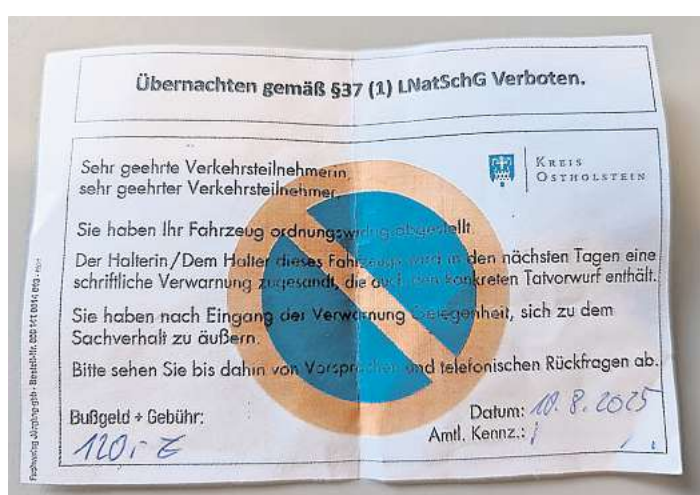 Übernachten gemäß §37 (1) LNatSchG Verboten.
KREIS
OSTHOLSTEIN
Sehr geehrte Verkehrsteilnehmerin,
sehr geehrter Verkehrsteilnehmer,
Sie haben Ihr Fahrzeug ordnungswidrig abgestellt.
Der Halterin/Dem Halter dieses Fahrzeugs wird in den nächsten Tagen eine
schriftliche Verwarnung zugesandt, die auch den konkreten Tatvorwurf enthält.
Sie haben nach Eingang der Verwarnung Gelegenheit, sich zu dem
Sachverhalt zu äußern.
Bitte sehen Sie bis dahin von Vorsprachen und telefonischen Rückfragen ab.
Bußgeld + Gebühr:
120,- €
Datum: 10.8.2025
Amtl. Kennz.: